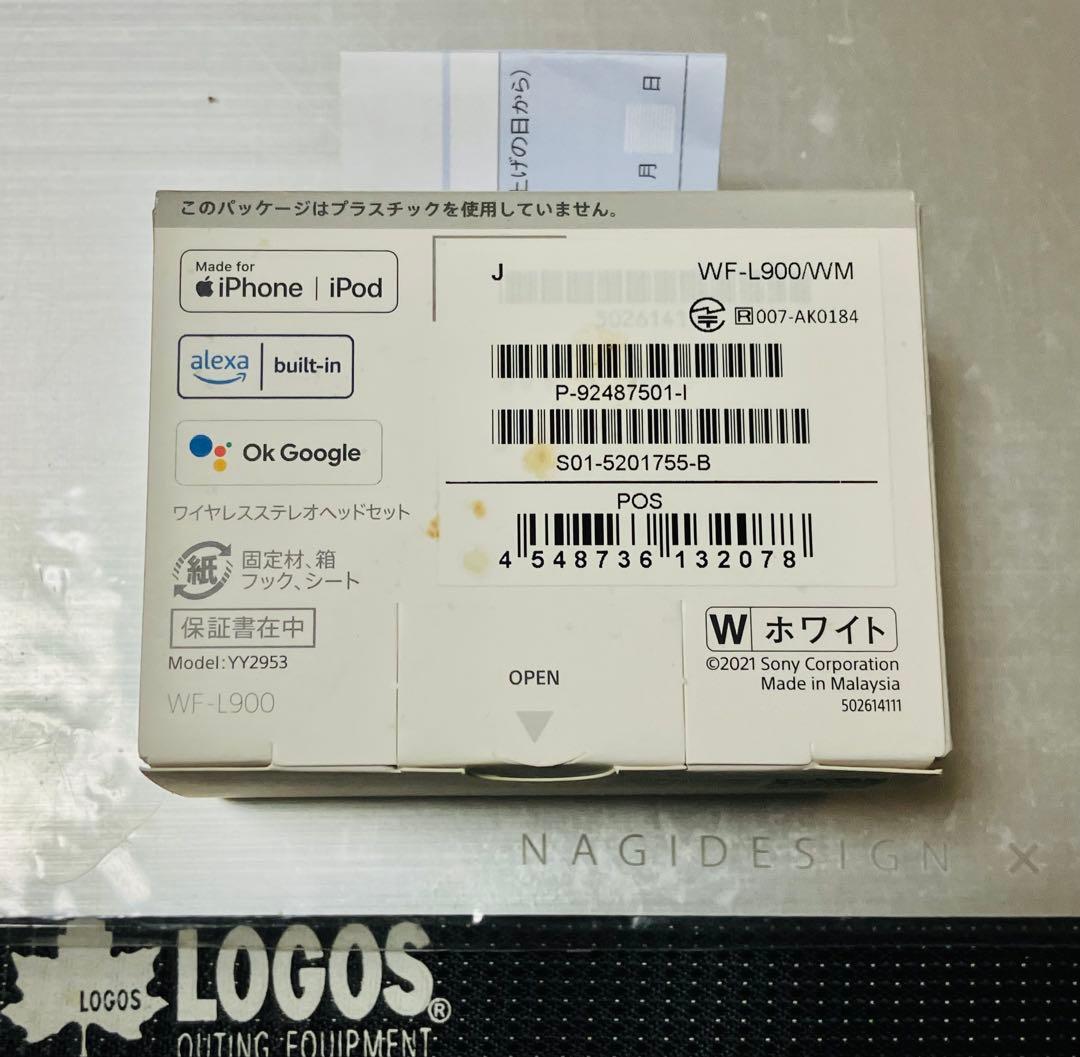 上げの日から)
月 日
このパッケージはプラスチックを使用していません。
Made for
iPhone | iPod
alexa | built-in
Ok Google
ワイヤレスステレオヘッドセット
紙 固定材、箱
フック、シート
保証書在中
Model:YY2953
WF-L900
J WF-L900/WM
R 007-AK0184
P-92487501-I
S01-5201755-B
POS
4 548736 132078
OPEN
W ホワイト
©2021 Sony Corporation
Made in Malaysia
502614111
NAGIDESIGN ×
LOGOS
LOGOS®
OUTING EQUIPMENT